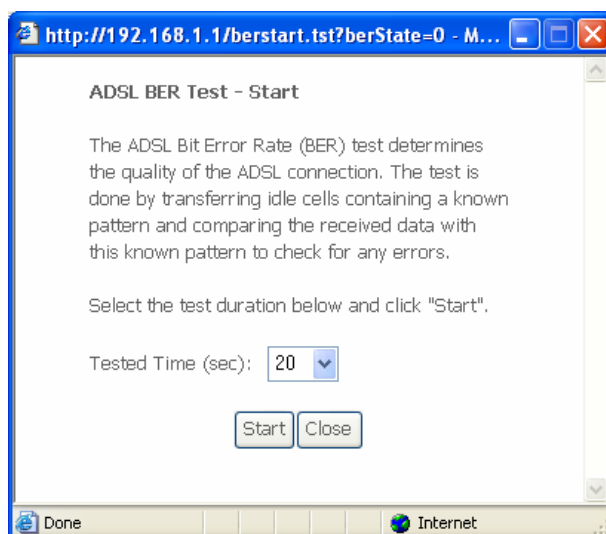 http://192.168.1.1/berstart.tst?berState=0 - M...
ADSL BER Test - Start
The ADSL Bit Error Rate (BER) test determines
the quality of the ADSL connection. The test is
done by transferring idle cells containing a known
pattern and comparing the received data with
this known pattern to check for any errors.
Select the test duration below and click "Start".
Tested Time (sec): 20
Start Close
Done Internet